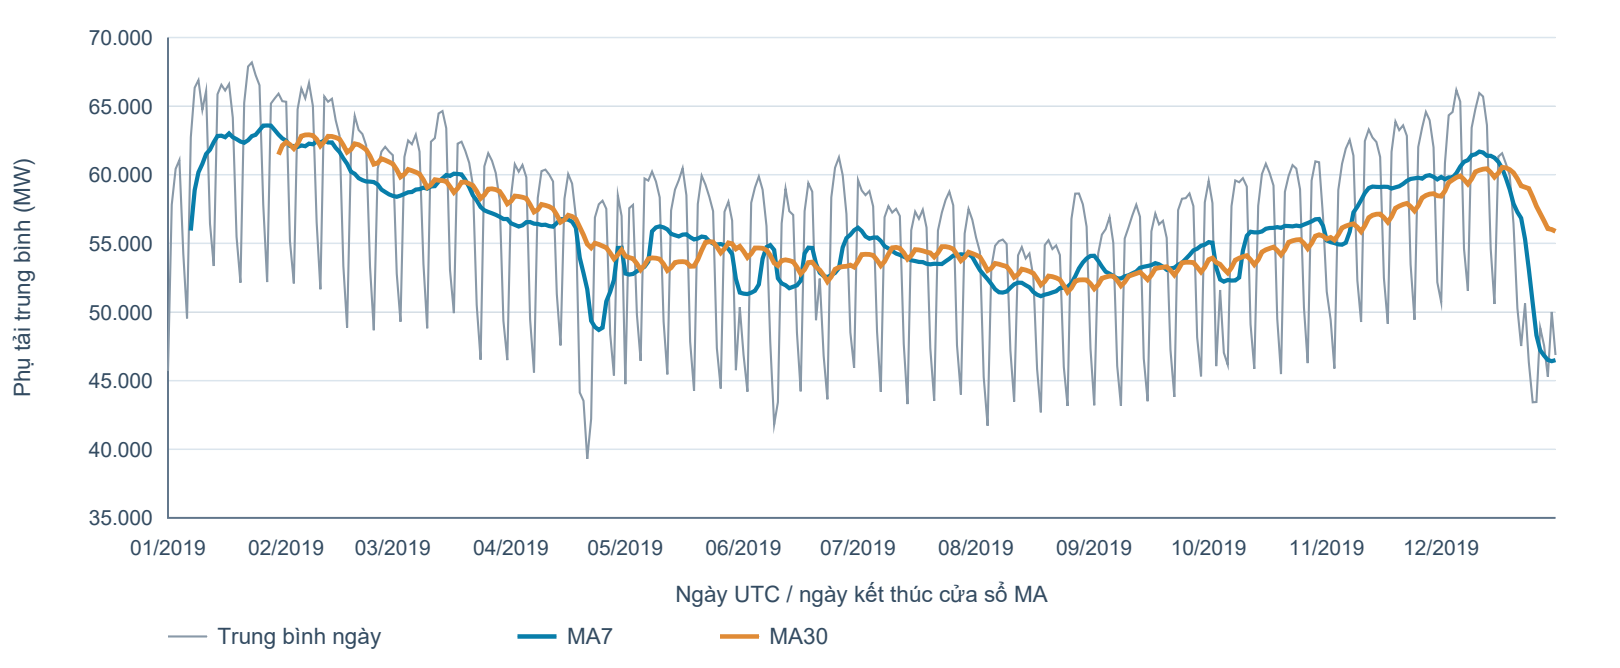 70.000
65.000
60.000
55.000
50.000
45.000
40.000
35.000
Phụ tải trung bình (MW)
01/2019 02/2019 03/2019 04/2019 05/2019 06/2019 07/2019 08/2019 09/2019 10/2019 11/2019 12/2019
Ngày UTC / ngày kết thúc cửa sổ MA
Trung bình ngày MA7 MA30